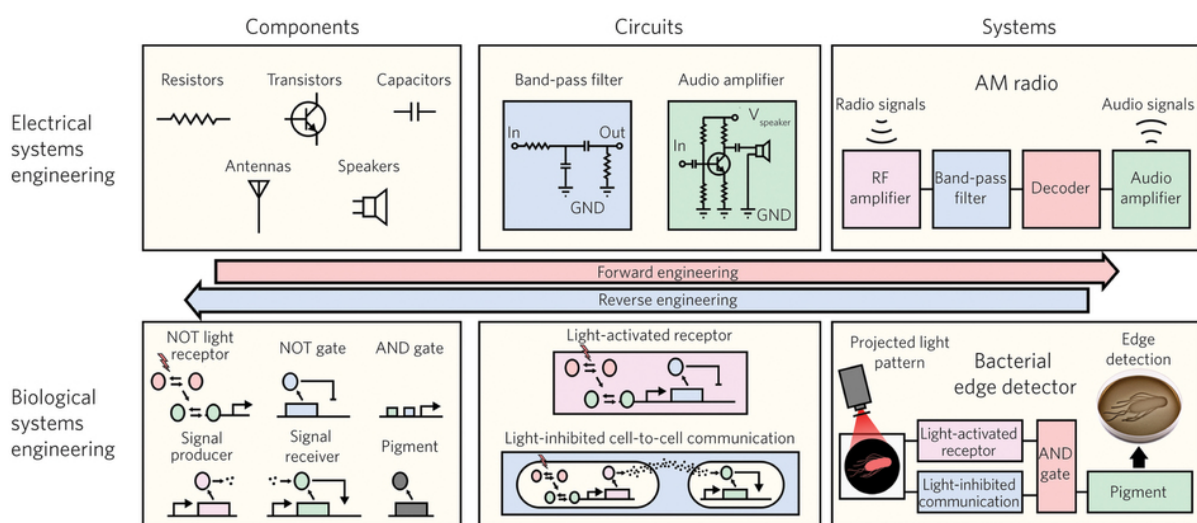 Components
Circuits
Systems
Electrical
systems
engineering
Resistors
Transistors
Capacitors
Antennas
Speakers
Band-pass filter
In
Out
GND
Audio amplifier
V speaker
In
GND
AM radio
Radio signals
Audio signals
RF
amplifier
Band-pass
filter
Decoder
Audio
amplifier
Forward engineering
Reverse engineering
Biological
systems
engineering
NOT light
receptor
NOT gate
AND gate
Signal
producer
Signal
receiver
Pigment
Light-activated receptor
Light-inhibited cell-to-cell communication
Projected light
pattern
Bacterial
edge detector
Edge
detection
Light-activated
receptor
Light-inhibited
communication
AND
gate
Pigment